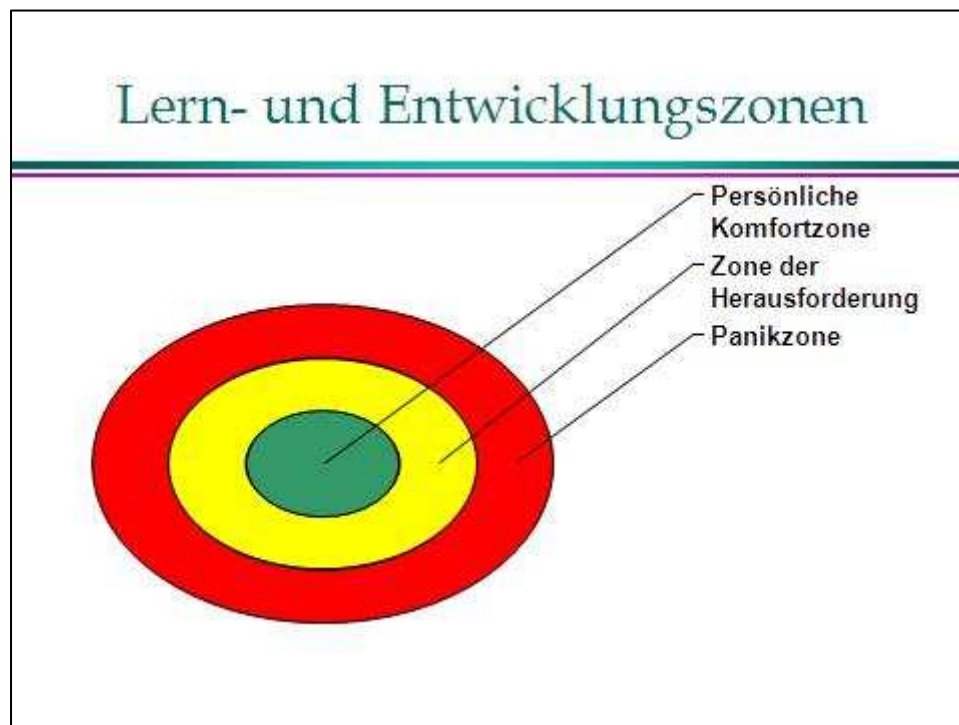 Lern- und Entwicklungszonen
Persönliche
Komfortzone
Zone der
Herausforderung
Panikzone